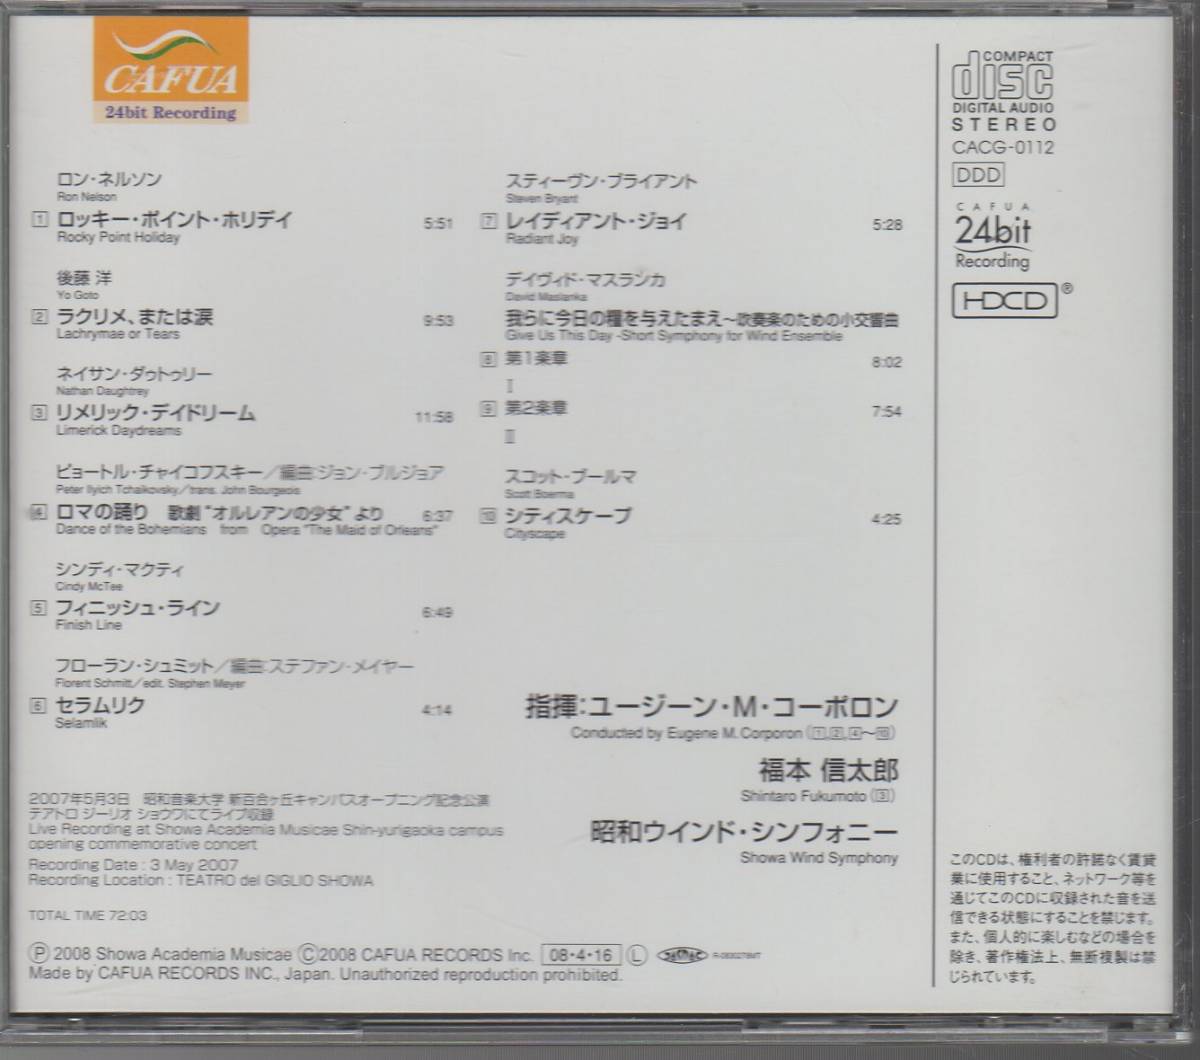 CAFUA
24bit Recording
ロン・ネルソン
Ron Nelson
1 ロッキー・ポイント・ホリデイ 5:51
Rocky Point Holiday
後藤 洋
Yo Goto
2 ラクリメ、または涙 9:53
Lachrymae or Tears
ネイサン・ダゥトゥリー
Nathan Daughtrey
3 リメリック・デイドリーム 11:58
Limerick Daydreams
ピョートル・チャイコフスキー／編曲:ジョン・ブルジョア
Peter Ilyich Tchaikovsky／trans. John Bourgeois
4 ロマの踊り 歌劇“オルレアンの少女”より 6:37
Dance of the Bohemians from Opera "The Maid of Orleans"
シンディ・マクティ
Cindy McTee
5 フィニッシュ・ライン 6:49
Finish Line
フローラン・シュミット／編曲:ステファン・メイヤー
Florent Schmitt／edit. Stephen Meyer
6 セラムリク 4:14
Selamlik
スティーヴン・ブライアント
Steven Bryant
7 レイディアント・ジョイ 5:28
Radiant Joy
デイヴィド・マスランカ
David Maslanka
我らに今日の糧を与えたまえ～吹奏楽のための小交響曲
Give Us This Day -Short Symphony for Wind Ensemble
8 第1楽章 8:02
Ⅰ
9 第2楽章 7:54
Ⅱ
スコット・ブールマ
Scott Boerma
10 シティスケープ 4:25
Cityscape
指揮:ユージーン・M・コーポロン
Conducted by Eugene M. Corporon (1,2,4～10)
福本 信太郎
Shintaro Fukumoto (3)
昭和ウインド・シンフォニー
Showa Wind Symphony
2007年5月3日 昭和音楽大学 新百合ヶ丘キャンパスオープニング記念公演
テアトロ ジーリオ ショウワにてライブ収録
Live Recording at Showa Academia Musicae Shin-yurigaoka campus
opening commemorative concert
Recording Date : 3 May 2007
Recording Location : TEATRO del GIGLIO SHOWA
TOTAL TIME 72:03
Ⓟ2008 Showa Academia Musicae Ⓒ2008 CAFUA RECORDS Inc. 08・4・16 Ⓛ
Made by CAFUA RECORDS INC., Japan. Unauthorized reproduction prohibited.
COMPACT
disc
DIGITAL AUDIO
STEREO
CACG-0112
DDD
CAFUA
24bit
Recording
HDCD®
このCDは、権利者の許諾なく賃貸
業に使用すること、ネットワーク等を
通じてこのCDに収録された音を送
信できる状態にすることを禁じます。
また、個人的に楽しむなどの場合を
除き、著作権法上、無断複製は禁
じられています。